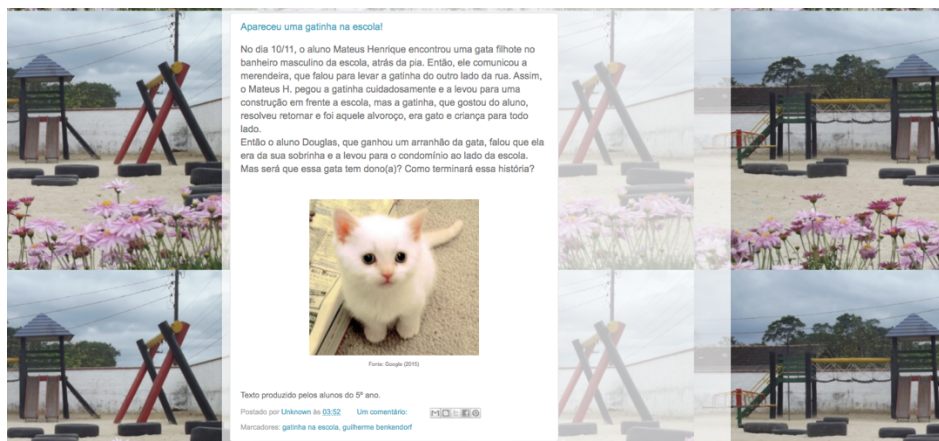 Apareceu uma gatinha na escola!
No dia 10/11, o aluno Mateus Henrique encontrou uma gata filhote no
banheiro masculino da escola, atrás da pia. Então, ele comunicou a
merendeira, que falou para levar a gatinha do outro lado da rua. Assim,
o Mateus H. pegou a gatinha cuidadosamente e a levou para uma
construção em frente a escola, mas a gatinha, que gostou do aluno,
resolveu retornar e foi aquele alvoroço, era gato e criança para todo
lado.
Então o aluno Douglas, que ganhou um arranhão da gata, falou que ela
era da sua sobrinha e a levou para o condomínio ao lado da escola.
Mas será que essa gata tem dono(a)? Como terminará essa história?
Fonte: Google (2015)
Texto produzido pelos alunos do 5º ano.
Postado por Unknown às 03:52 Um comentário:
Marcadores: gatinha na escola, guilherme benkendorf